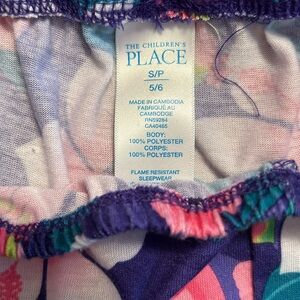 THE CHILDREN'S
PLACE
S/P
5/6
MADE IN CAMBODIA
FABRIQUÉ AU
CAMBODGE
RN59284
CA40465
BODY:
100% POLYESTER
CORPS:
100% POLYESTER
FLAME RESISTANT
SLEEPWEAR